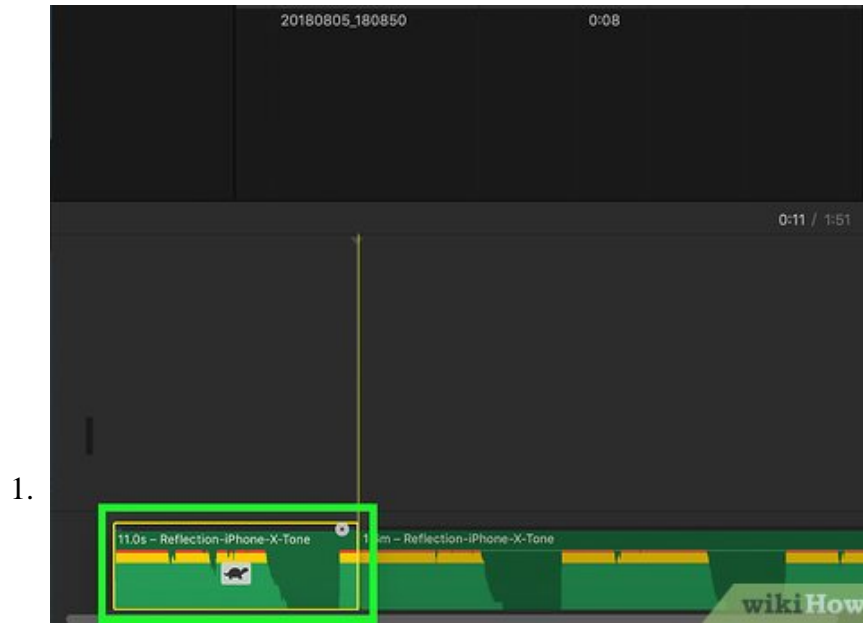 20180805_180850 0:08
0:11 / 1:51
1.
11.0s – Reflection-iPhone-X-Tone
m – Reflection-iPhone-X-Tone
wikiHow